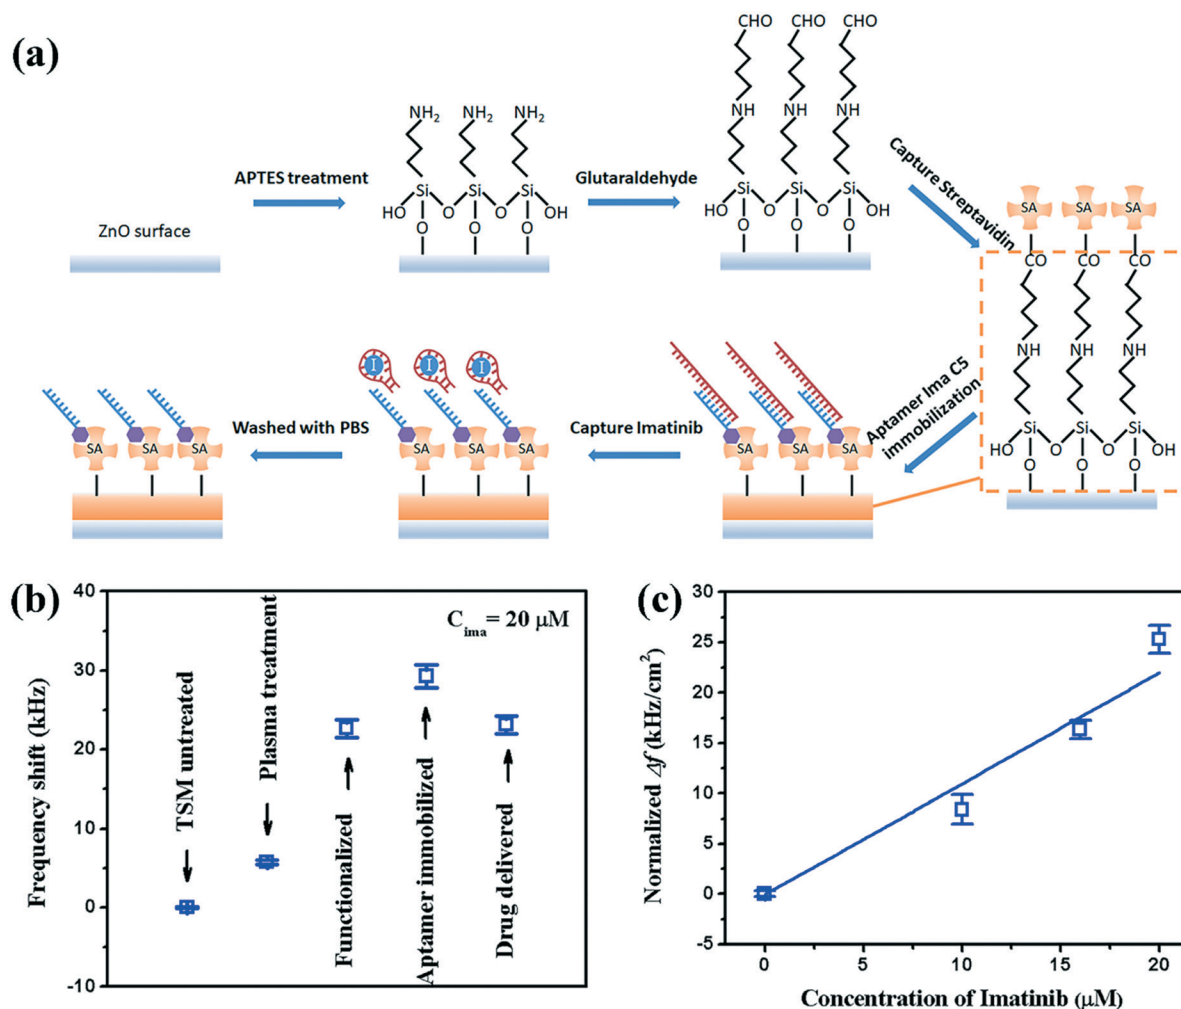 (a)
CHO CHO CHO
NH2 NH2 NH2
NH NH NH
APTES treatment
Glutaraldehyde
Capture Streptavidin
Si Si Si
HO O O OH
O O O
Si Si Si
HO O O OH
O O O
ZnO surface
SA SA SA
CO CO CO
NH NH NH
Si Si Si
HO O O OH
O O O
Aptamer Ima C5
immobilization
I I I
Washed with PBS
Capture Imatinib
SA SA SA
SA SA SA
SA SA SA
(b)
Frequency shift (kHz)
40
30
20
10
0
-10
Cima= 20 μM
TSM untreated
Plasma treatment
Functionalized
Aptamer immobilized
Drug delivered
(c)
Normalized Δf (kHz/cm²)
30
25
20
15
10
5
0
-5
0 5 10 15 20
Concentration of Imatinib (μM)